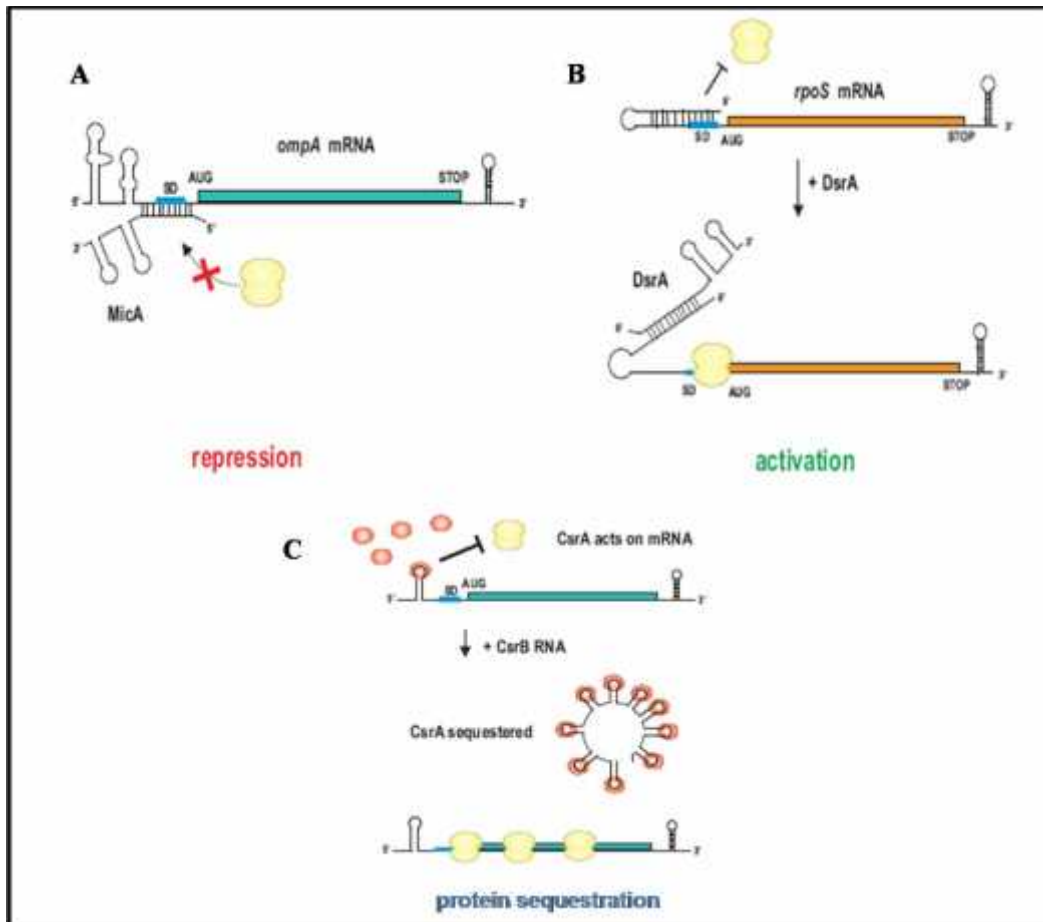 A
ompA mRNA
SD
AUG
STOP
5'
3'
5'
3'
MicA
repression
B
rpoS mRNA
5'
SD
AUG
STOP
3'
+ DsrA
DsrA
3'
5'
SD
AUG
STOP
3'
activation
C
CsrA acts on mRNA
5'
SD
AUG
3'
+ CsrB RNA
CsrA sequestered
5'
3'
protein sequestration